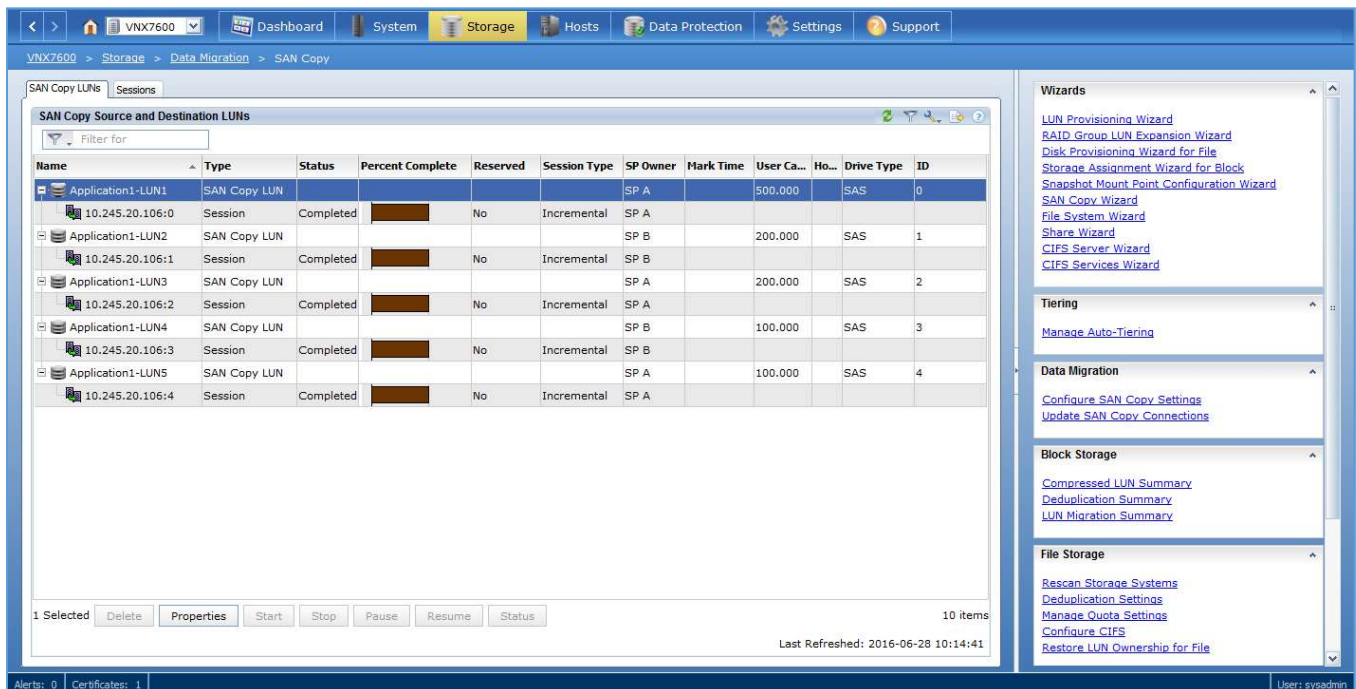 VNX7600 Dashboard System Storage Hosts Data Protection Settings Support
VNX7600 > Storage > Data Migration > SAN Copy
SAN Copy LUNs Sessions
SAN Copy Source and Destination LUNs
Filter for
Name Type Status Percent Complete Reserved Session Type SP Owner Mark Time User Ca... Ho... Drive Type ID
Application1-LUN1 SAN Copy LUN SP A 500.000 SAS 0
10.245.20.106:0 Session Completed No Incremental SP A
Application1-LUN2 SAN Copy LUN SP B 200.000 SAS 1
10.245.20.106:1 Session Completed No Incremental SP B
Application1-LUN3 SAN Copy LUN SP A 200.000 SAS 2
10.245.20.106:2 Session Completed No Incremental SP A
Application1-LUN4 SAN Copy LUN SP B 100.000 SAS 3
10.245.20.106:3 Session Completed No Incremental SP B
Application1-LUN5 SAN Copy LUN SP A 100.000 SAS 4
10.245.20.106:4 Session Completed No Incremental SP A
1 Selected Delete Properties Start Stop Pause Resume Status 10 items
Last Refreshed: 2016-06-28 10:14:41
Wizards
LUN Provisioning Wizard
RAID Group LUN Expansion Wizard
Disk Provisioning Wizard for File
Storage Assignment Wizard for Block
Snapshot Mount Point Configuration Wizard
SAN Copy Wizard
File System Wizard
Share Wizard
CIFS Server Wizard
CIFS Services Wizard
Tiering
Manage Auto-Tiering
Data Migration
Configure SAN Copy Settings
Update SAN Copy Connections
Block Storage
Compressed LUN Summary
Deduplication Summary
LUN Migration Summary
File Storage
Rescan Storage Systems
Deduplication Settings
Manage Quota Settings
Configure CIFS
Restore LUN Ownership for File
Alerts: 0 Certificates: 1 User: sysadmin